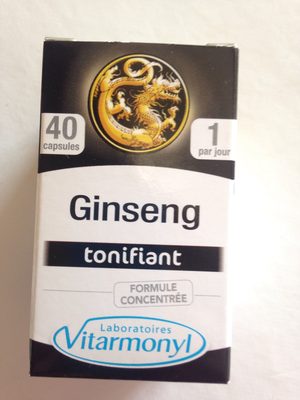 40
capsules
1
par jour
Ginseng
tonifiant
FORMULE
CONCENTRÉE
Laboratoires
Vitarmonyl